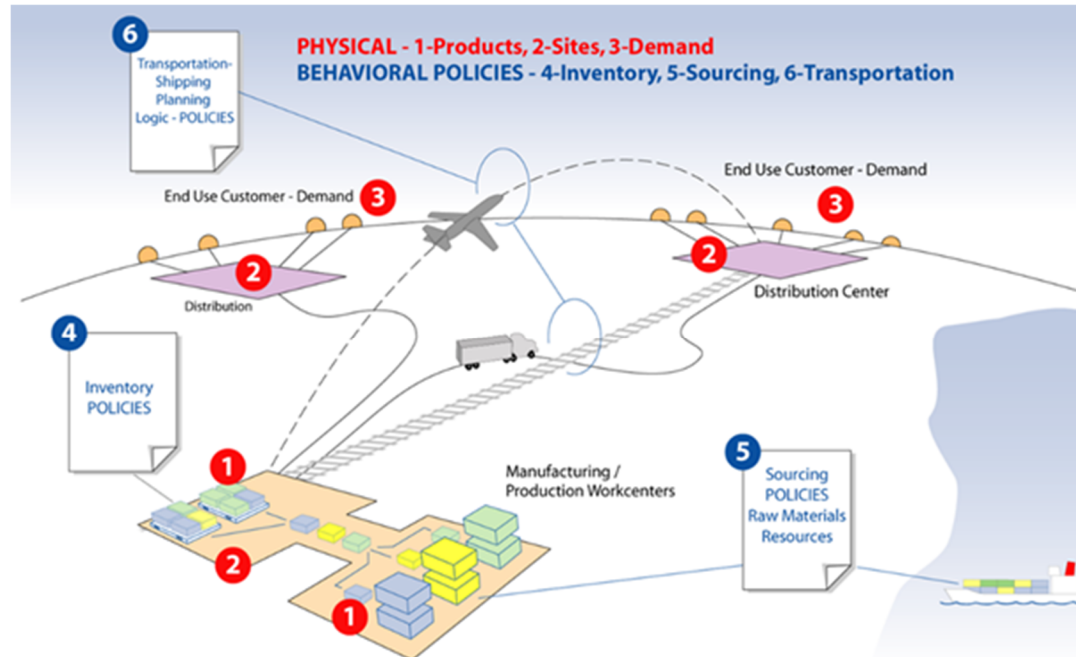 6
PHYSICAL - 1-Products, 2-Sites, 3-Demand
BEHAVIORAL POLICIES - 4-Inventory, 5-Sourcing, 6-Transportation
Transportation-
Shipping
Planning
Logic - POLICIES
End Use Customer - Demand
3
End Use Customer - Demand
3
2
Distribution
2
Distribution Center
4
Inventory
POLICIES
1
2
1
Manufacturing /
Production Workcenters
5
Sourcing
POLICIES
Raw Materials
Resources